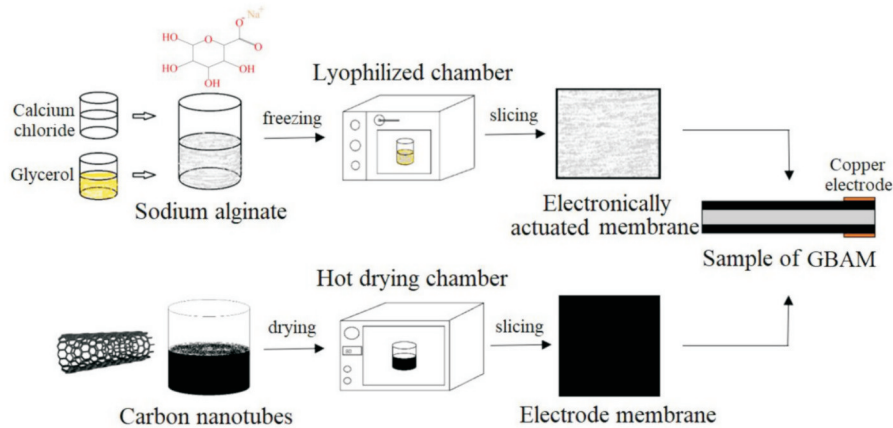 O⁻ Na⁺
HO
O
O
HO
OH
OH
Lyophilized chamber
Calcium
chloride
freezing
slicing
Glycerol
Copper
electrode
Sodium alginate
Electronically
actuated membrane
Sample of GBAM
Hot drying chamber
drying
slicing
Carbon nanotubes
Electrode membrane